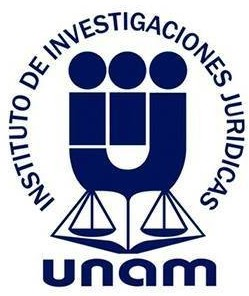 INSTITUTO DE INVESTIGACIONES JURIDICAS
unam